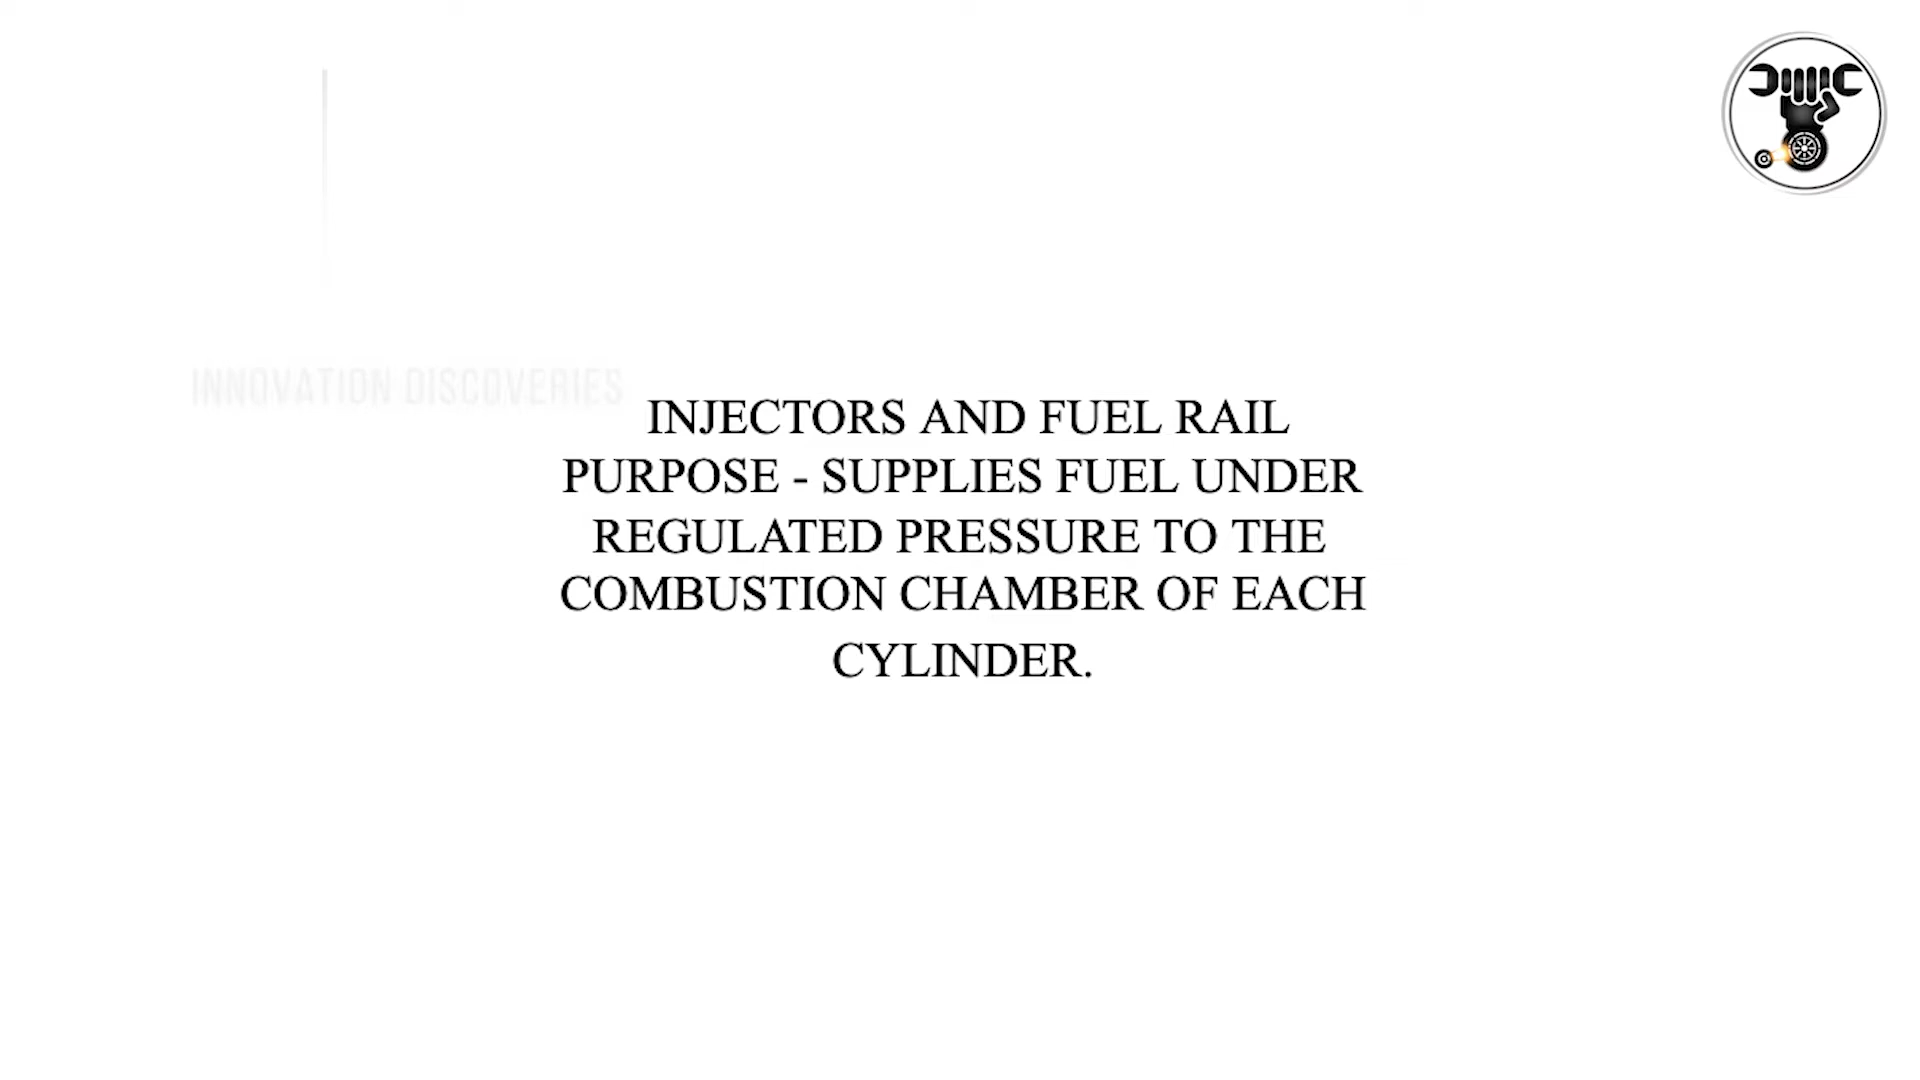 INNOVATION DISCOVERIES
INJECTORS AND FUEL RAIL
PURPOSE - SUPPLIES FUEL UNDER
REGULATED PRESSURE TO THE
COMBUSTION CHAMBER OF EACH
CYLINDER.